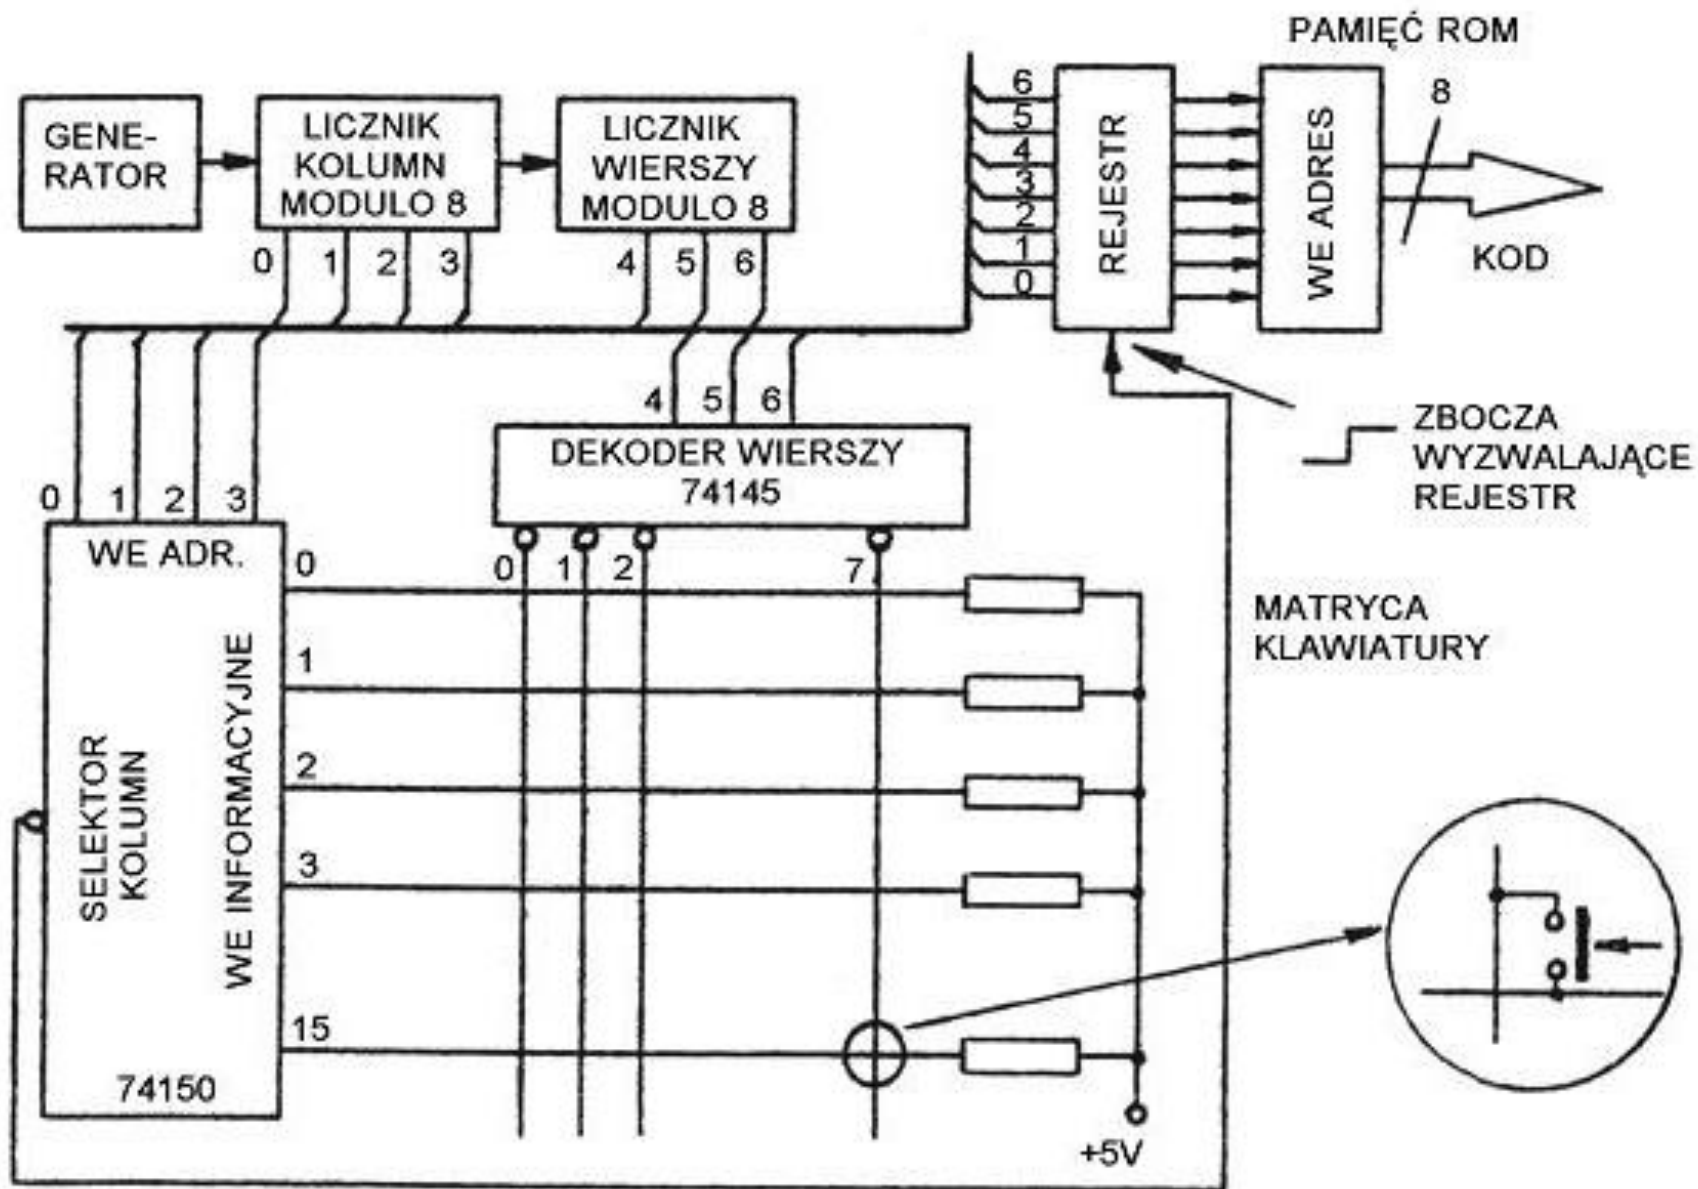 PAMIĘĆ ROM
GENE-
RATOR
LICZNIK
KOLUMN
MODULO 8
LICZNIK
WIERSZY
MODULO 8
0 1 2 3
4 5 6
6
5
4
3
2
1
0
REJESTR
WE ADRES
8
KOD
4 5 6
DEKODER WIERSZY
74145
0 1 2 7
ZBOCZA
WYZWALAJĄCE
REJESTR
0 1 2 3
WE ADR.
SELEKTOR
KOLUMN
WE INFORMACYJNE
74150
0
1
2
3
15
MATRYCA
KLAWIATURY
+5V